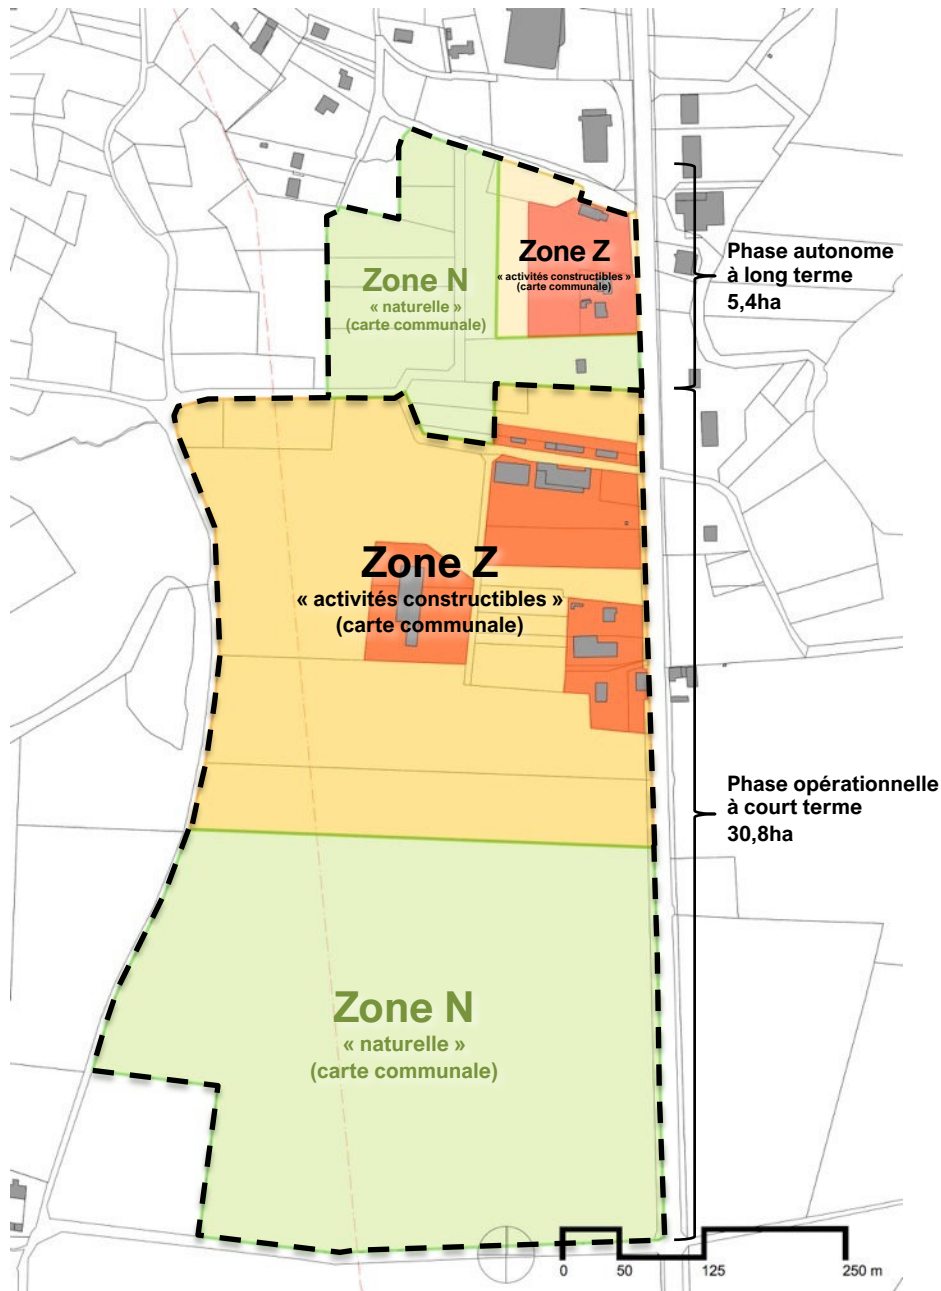 Zone Z
« activités constructibles »
(carte communale)
Zone N
« naturelle »
(carte communale)
Phase autonome
à long terme
5,4ha
Zone Z
« activités constructibles »
(carte communale)
Phase opérationnelle
à court terme
30,8ha
Zone N
« naturelle »
(carte communale)
0 50 125 250 m